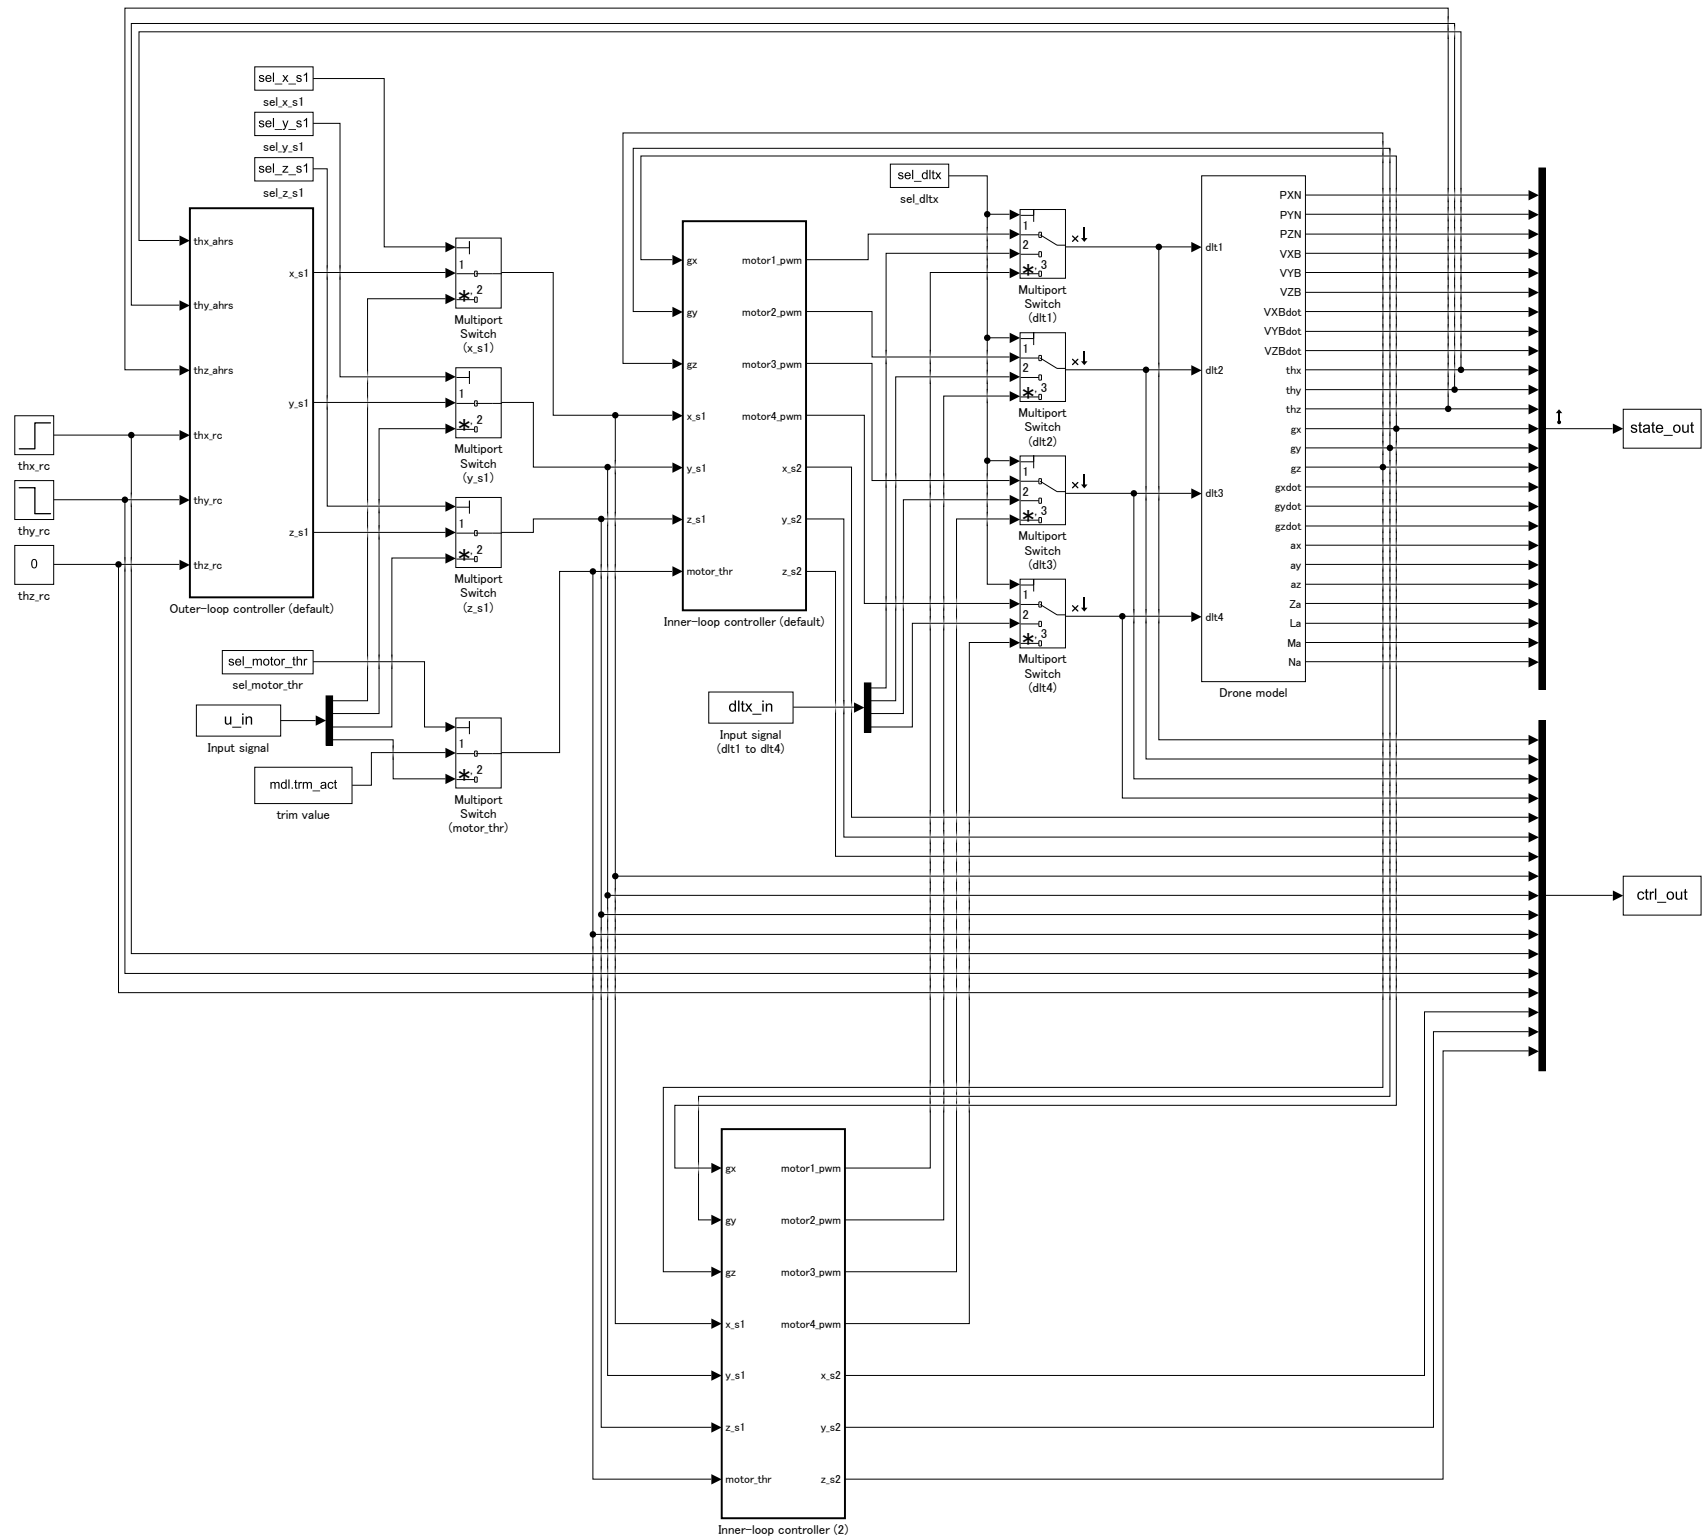 sel_x_s1
sel_x_s1
sel_y_s1
sel_y_s1
sel_z_s1
sel_z_s1
thx_ahrs
thy_ahrs
thz_ahrs
thx_rc
thy_rc
thz_rc
x_s1
y_s1
z_s1
Outer-loop controller (default)
thx_rc
thy_rc
0
thz_rc
1
*, 2
Multiport
Switch
(x_s1)
1
*, 2
Multiport
Switch
(y_s1)
1
*, 2
Multiport
Switch
(z_s1)
sel_motor_thr
sel_motor_thr
u_in
Input signal
mdl.trm_act
trim value
1
*, 2
Multiport
Switch
(motor_thr)
gx
gy
gz
x_s1
y_s1
z_s1
motor_thr
motor1_pwm
motor2_pwm
motor3_pwm
motor4_pwm
x_s2
y_s2
z_s2
Inner-loop controller (default)
dltx_in
Input signal
(dlt1 to dlt4)
sel_dltx
sel_dltx
1
2
*, 3
Multiport
Switch
(dlt1)
1
2
*, 3
Multiport
Switch
(dlt2)
1
2
*, 3
Multiport
Switch
(dlt3)
1
2
*, 3
Multiport
Switch
(dlt4)
dlt1
dlt2
dlt3
dlt4
PXN
PYN
PZN
VXB
VYB
VZB
VXBdot
VYBdot
VZBdot
thx
thy
thz
gx
gy
gz
gxdot
gydot
gzdot
ax
ay
az
Za
La
Ma
Na
Drone model
state_out
ctrl_out
gx
gy
gz
x_s1
y_s1
z_s1
motor_thr
motor1_pwm
motor2_pwm
motor3_pwm
motor4_pwm
x_s2
y_s2
z_s2
Inner-loop controller (2)